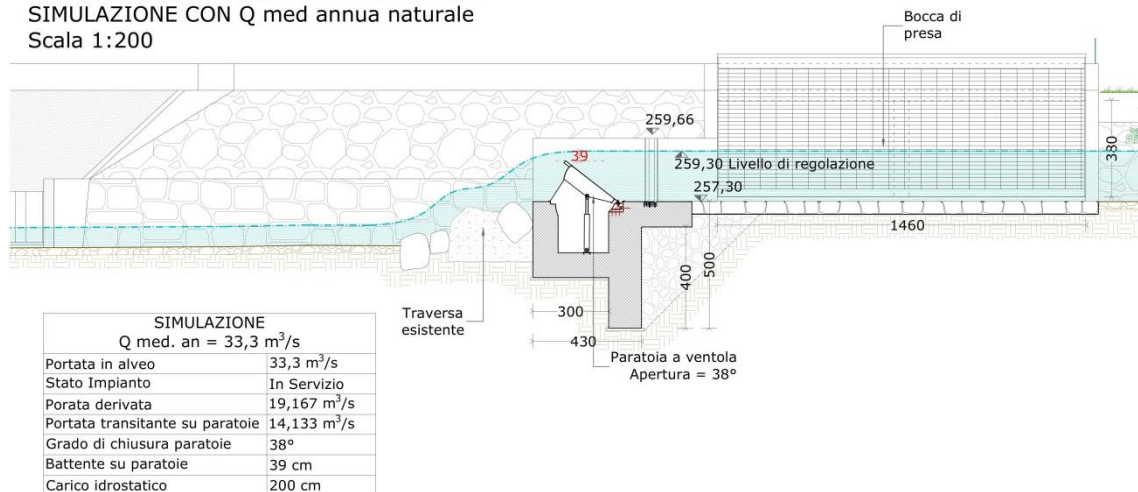 SIMULAZIONE CON Q med annua naturale
Scala 1:200
Bocca di
presa
259,66
39
259,30 Livello di regolazione
257,30
380
1460
400
500
300
430
Traversa
esistente
Paratoia a ventola
Apertura = 38°
SIMULAZIONE
Q med. an = 33,3 m³/s
Portata in alveo 33,3 m³/s
Stato Impianto In Servizio
Porata derivata 19,167 m³/s
Portata transitante su paratoie 14,133 m³/s
Grado di chiusura paratoie 38°
Battente su paratoie 39 cm
Carico idrostatico 200 cm